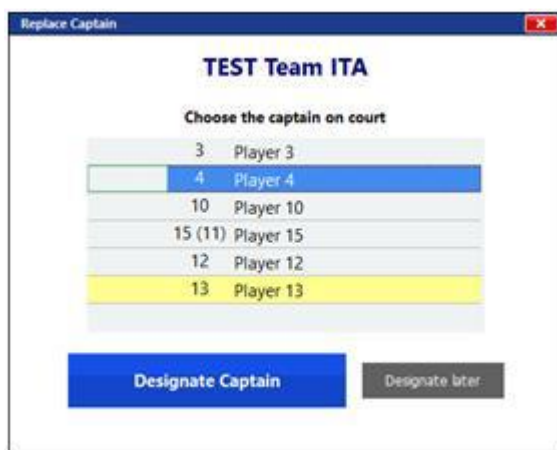 Replace Captain
TEST Team ITA
Choose the captain on court
3 Player 3
4 Player 4
10 Player 10
15 (11) Player 15
12 Player 12
13 Player 13
Designate Captain Designate later